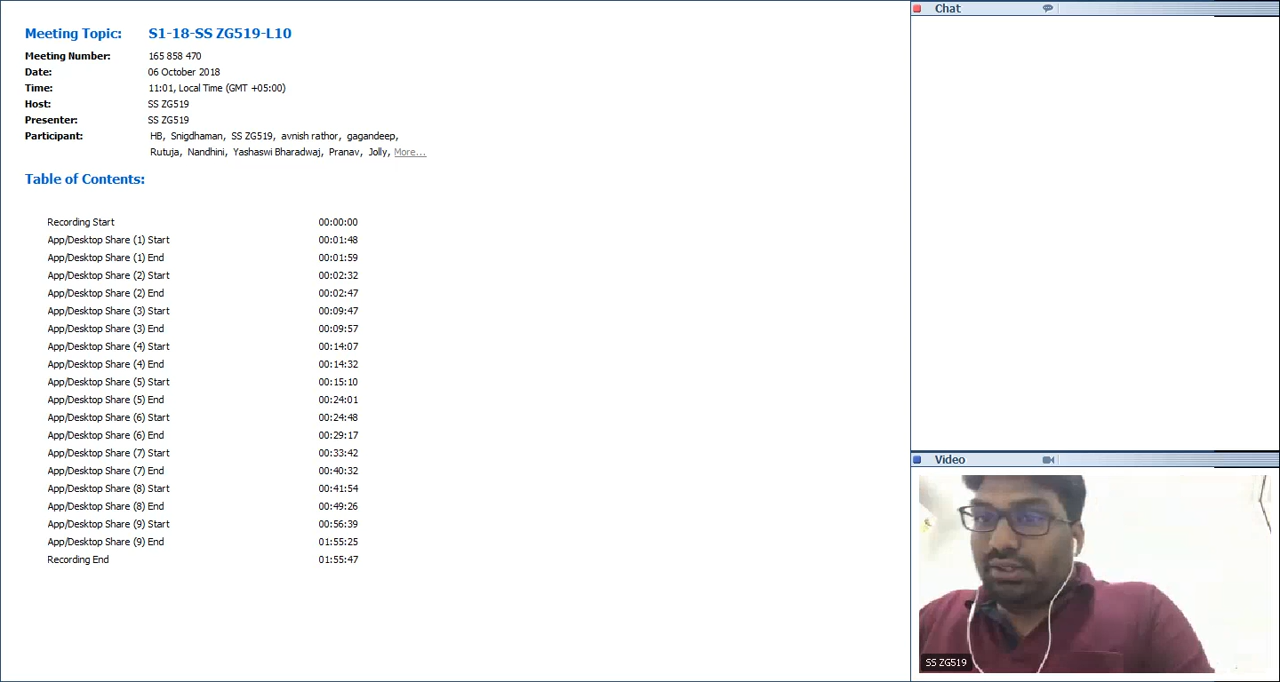 Meeting Topic: S1-18-SS ZG519-L10
Meeting Number: 165 858 470
Date: 06 October 2018
Time: 11:01, Local Time (GMT +05:00)
Host: SS ZG519
Presenter: SS ZG519
Participant: HB, Snigdhaman, SS ZG519, avnish rathor, gagandeep,
Rutuja, Nandhini, Yashaswi Bharadwaj, Pranav, Jolly, More...
Table of Contents:
Recording Start 00:00:00
App/Desktop Share (1) Start 00:01:48
App/Desktop Share (1) End 00:01:59
App/Desktop Share (2) Start 00:02:32
App/Desktop Share (2) End 00:02:47
App/Desktop Share (3) Start 00:09:47
App/Desktop Share (3) End 00:09:57
App/Desktop Share (4) Start 00:14:07
App/Desktop Share (4) End 00:14:32
App/Desktop Share (5) Start 00:15:10
App/Desktop Share (5) End 00:24:01
App/Desktop Share (6) Start 00:24:48
App/Desktop Share (6) End 00:29:17
App/Desktop Share (7) Start 00:33:42
App/Desktop Share (7) End 00:40:32
App/Desktop Share (8) Start 00:41:54
App/Desktop Share (8) End 00:49:26
App/Desktop Share (9) Start 00:56:39
App/Desktop Share (9) End 01:55:25
Recording End 01:55:47
Chat
Video
SS ZG519